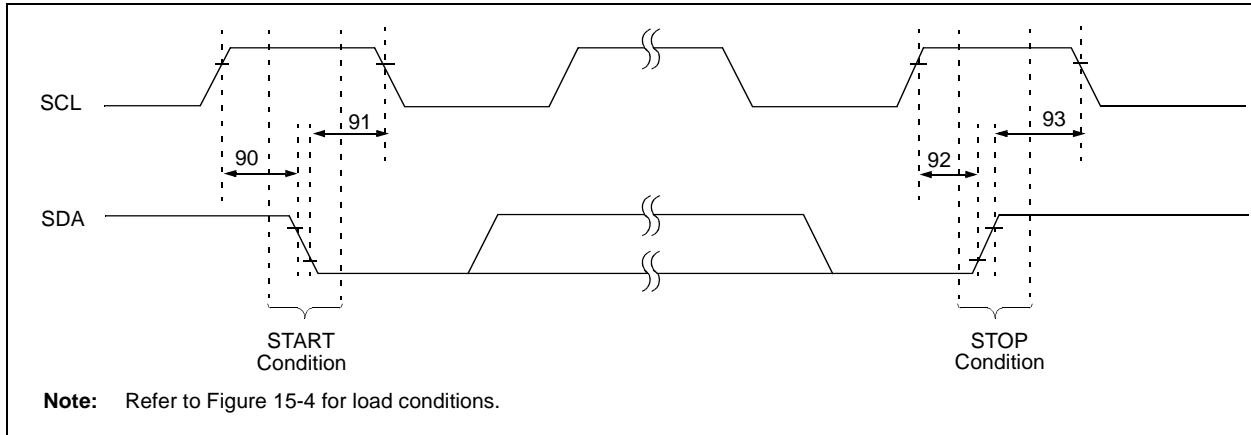 SCL
91
93
90
92
SDA
START
Condition
STOP
Condition
Note: Refer to Figure 15-4 for load conditions.